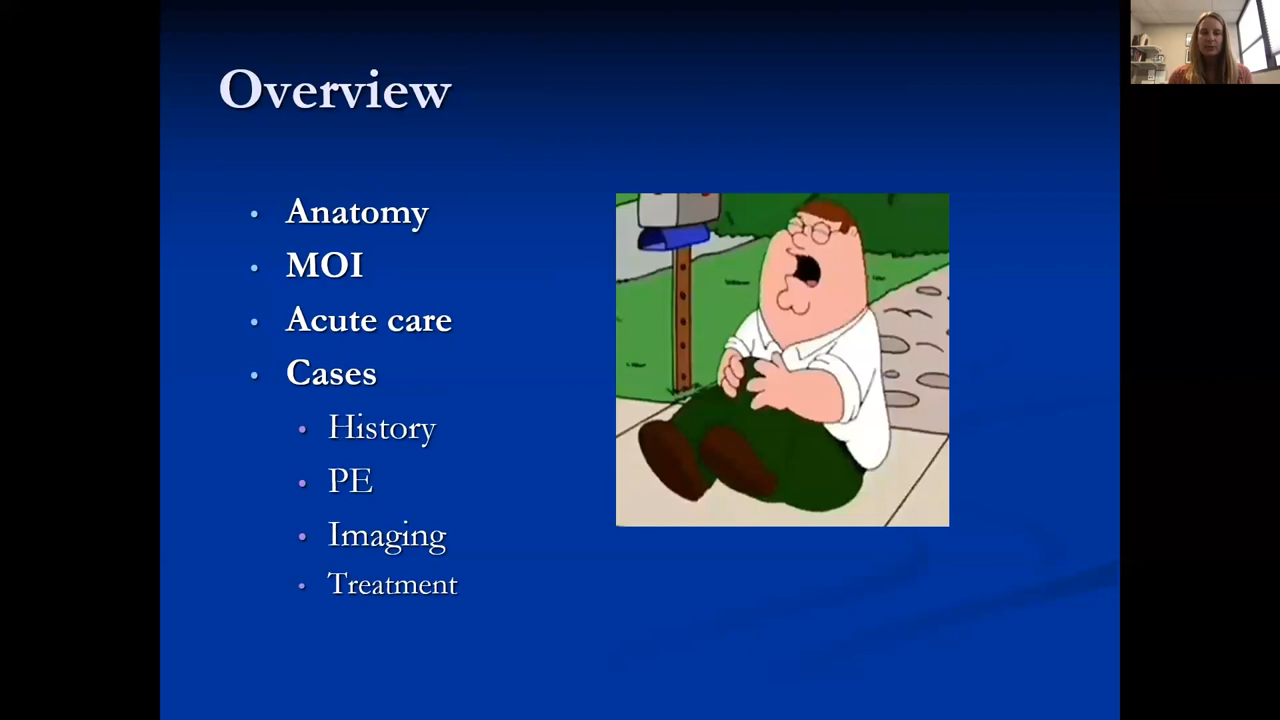 Overview
Anatomy
MOI
Acute care
Cases
History
PE
Imaging
Treatment